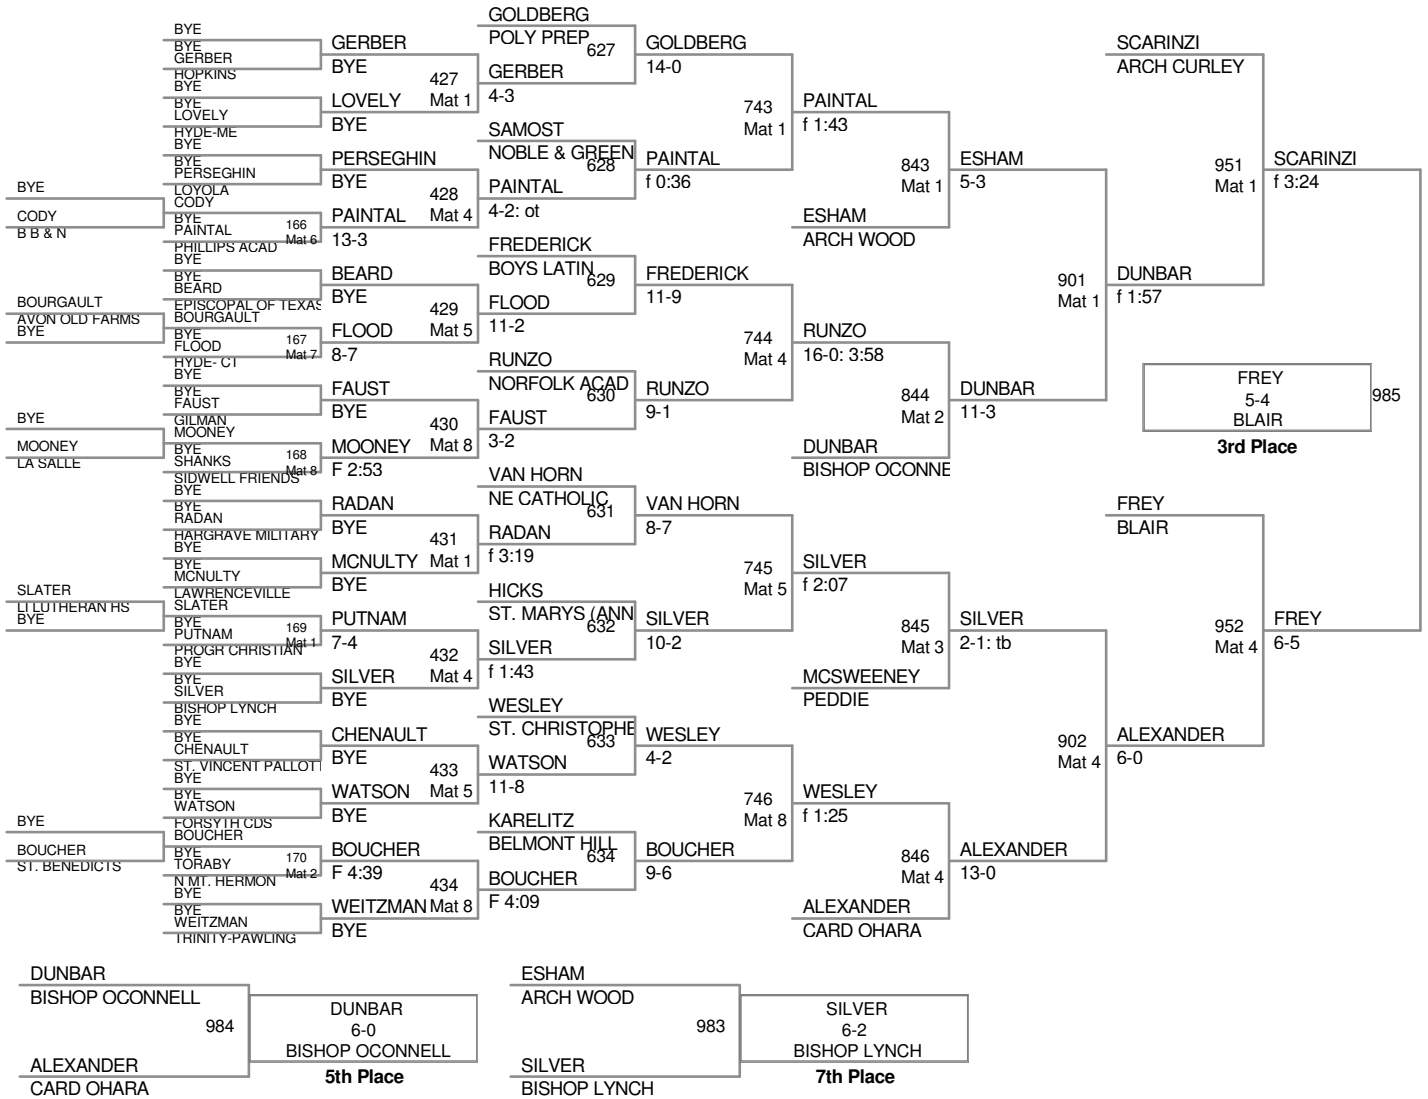 BYE
CODY
B B & N
BOURGAULT
AVON OLD FARMS
BYE
BYE
MOONEY
LA SALLE
SLATER
LI LUTHERAN HS
BYE
BYE
BOUCHER
ST. BENEDICTS
BYE
BYE
GERBER
HOPKINS
BYE
BYE
LOVELY
HYDE-ME
BYE
BYE
PERSEGHIN
LOYOLA
CODY
BYE
PAINTAL
166
Mat 6
PHILLIPS ACAD
BYE
BYE
BEARD
EPISCOPAL OF TEXAS
BOURGAULT
BYE
FLOOD
167
Mat 7
HYDE- CT
BYE
BYE
FAUST
GILMAN
MOONEY
BYE
SHANKS
168
Mat 8
SIDWELL FRIENDS
BYE
BYE
RADAN
HARGRAVE MILITARY
BYE
BYE
MCNULTY
LAWRENCEVILLE
SLATER
BYE
PUTNAM
169
Mat 1
PROGR CHRISTIAN
BYE
BYE
SILVER
BISHOP LYNCH
BYE
BYE
CHENAULT
ST. VINCENT PALLOTT
BYE
BYE
WATSON
FORSYTH CDS
BOUCHER
BYE
TORABY
170
Mat 2
N MT. HERMON
BYE
BYE
WEITZMAN
TRINITY-PAWLING
GERBER
BYE
427
Mat 1
LOVELY
BYE
PERSEGHIN
BYE
428
Mat 4
PAINTAL
13-3
BEARD
BYE
429
Mat 5
FLOOD
8-7
FAUST
BYE
430
Mat 8
MOONEY
F 2:53
RADAN
BYE
431
Mat 1
MCNULTY
BYE
PUTNAM
7-4
432
Mat 4
SILVER
BYE
CHENAULT
BYE
433
Mat 5
WATSON
BYE
BOUCHER
F 4:39
434
Mat 8
WEITZMAN
BYE
GOLDBERG
POLY PREP
627
GERBER
4-3
SAMOST
NOBLE & GREEN
628
PAINTAL
4-2: ot
FREDERICK
BOYS LATIN
629
FLOOD
11-2
RUNZO
NORFOLK ACAD
630
FAUST
3-2
VAN HORN
NE CATHOLIC
631
RADAN
f 3:19
HICKS
ST. MARYS (ANN
632
SILVER
f 1:43
WESLEY
ST. CHRISTOPHE
633
WATSON
11-8
KARELITZ
BELMONT HILL
634
BOUCHER
F 4:09
GOLDBERG
14-0
743
Mat 1
PAINTAL
f 0:36
FREDERICK
11-9
744
Mat 4
RUNZO
9-1
VAN HORN
8-7
745
Mat 5
SILVER
10-2
WESLEY
4-2
746
Mat 8
BOUCHER
9-6
PAINTAL
f 1:43
843
Mat 1
ESHAM
ARCH WOOD
RUNZO
16-0: 3:58
844
Mat 2
DUNBAR
BISHOP OCONNE
SILVER
f 2:07
845
Mat 3
MCSWEENEY
PEDDIE
WESLEY
f 1:25
846
Mat 4
ALEXANDER
CARD OHARA
ESHAM
5-3
901
Mat 1
DUNBAR
11-3
SILVER
2-1: tb
902
Mat 4
ALEXANDER
13-0
SCARINZI
ARCH CURLEY
951
Mat 1
DUNBAR
f 1:57
FREY
BLAIR
952
Mat 4
ALEXANDER
6-0
SCARINZI
f 3:24
FREY
5-4
BLAIR
985
3rd Place
FREY
6-5
DUNBAR
BISHOP OCONNELL
984
ALEXANDER
CARD OHARA
DUNBAR
6-0
BISHOP OCONNELL
5th Place
ESHAM
ARCH WOOD
983
SILVER
BISHOP LYNCH
SILVER
6-2
BISHOP LYNCH
7th Place